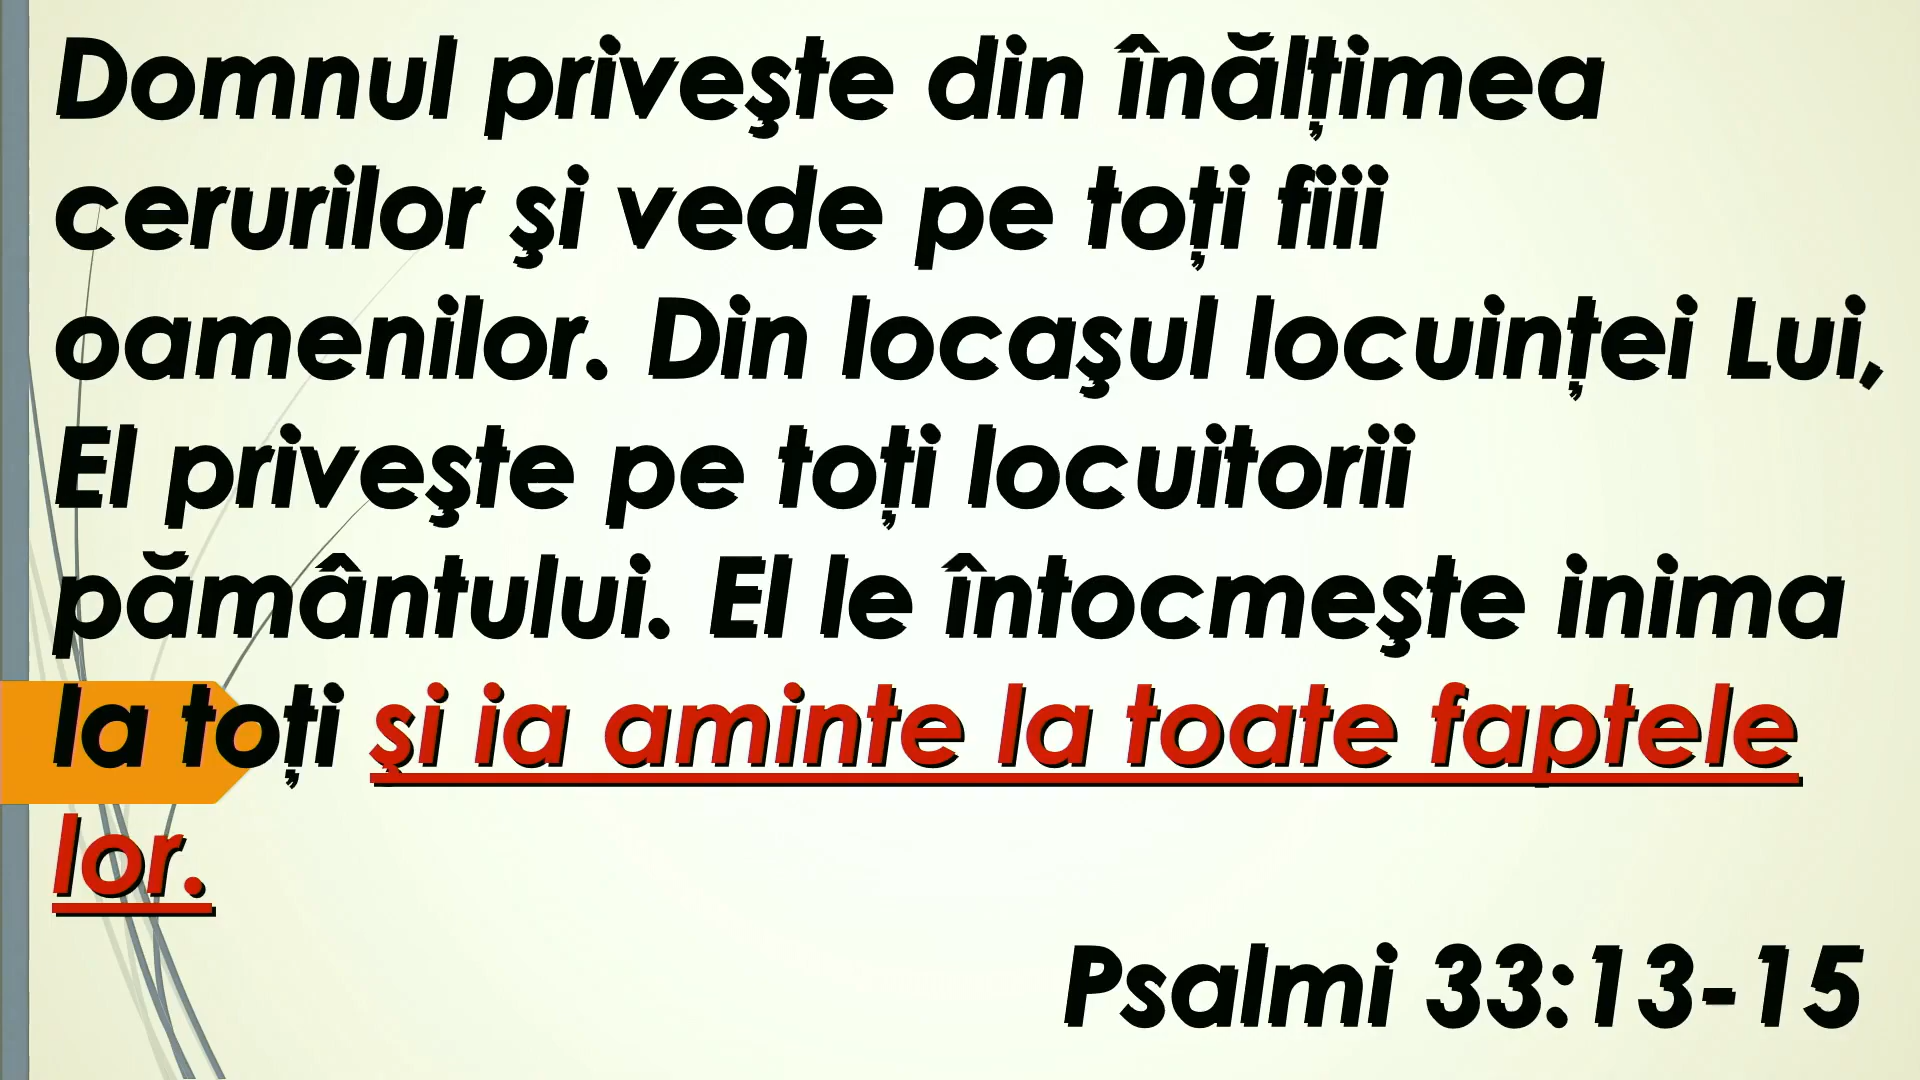 Domnul priveşte din înălțimea
cerurilor şi vede pe toți fiii
oamenilor. Din locaşul locuinței Lui,
El priveşte pe toți locuitorii
pământului. El le întocmeşte inima
la toți şi ia aminte la toate faptele
lor.
Psalmi 33:13-15